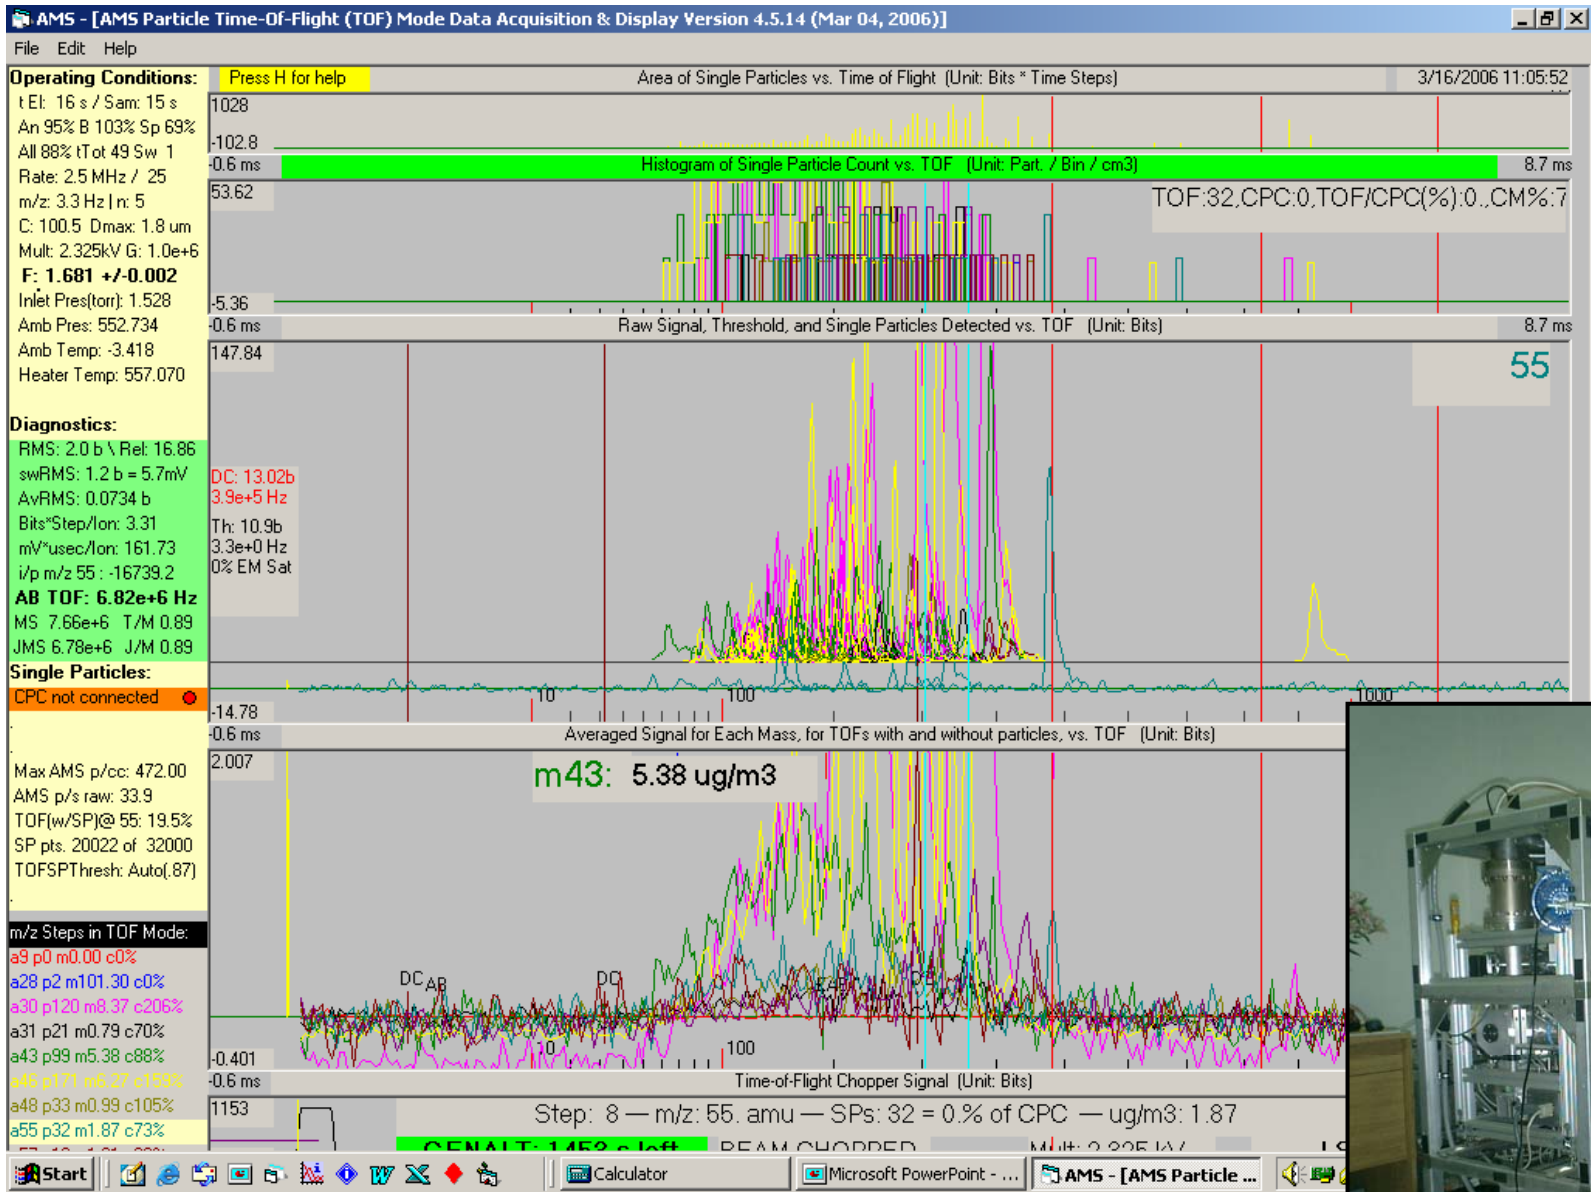 AMS - [AMS Particle Time-Of-Flight (TOF) Mode Data Acquisition & Display Version 4.5.14 (Mar 04, 2006)]
File Edit Help
Operating Conditions:
t El: 16 s / Sam: 15 s
An 95% B 103% Sp 69%
All 88% tTot 49 Sw 1
Rate: 2.5 MHz / 25
m/z: 3.3 Hz | n: 5
C: 100.5 Dmax: 1.8 um
Mult: 2.325kV G: 1.0e+6
F: 1.681 +/-0.002
Inlet Pres(torr): 1.528
Amb Pres: 552.734
Amb Temp: -3.418
Heater Temp: 557.070
Diagnostics:
RMS: 2.0 b \ Rel: 16.86
swRMS: 1.2 b = 5.7mV
AvRMS: 0.0734 b
Bits*Step/Ion: 3.31
mV*usec/Ion: 161.73
i/p m/z 55 : -16739.2
AB TOF: 6.82e+6 Hz
MS 7.66e+6 T/M 0.89
JMS 6.78e+6 J/M 0.89
Single Particles:
CPC not connected
Max AMS p/cc: 472.00
AMS p/s raw: 33.9
TOF(w/SP)@ 55: 19.5%
SP pts. 20022 of 32000
TOFSPThresh: Auto(.87)
m/z Steps in TOF Mode:
a9 p0 m0.00 c0%
a28 p2 m101.30 c0%
a30 p120 m8.37 c206%
a31 p21 m0.79 c70%
a43 p99 m5.38 c88%
a46 p171 m6.27 c159%
a48 p33 m0.99 c105%
a55 p32 m1.87 c73%
Press H for help
Area of Single Particles vs. Time of Flight (Unit: Bits * Time Steps)
3/16/2006 11:05:52
1028
-102.8
-0.6 ms
Histogram of Single Particle Count vs. TOF (Unit: Part. / Bin / cm3)
8.7 ms
53.62
TOF:32,CPC:0,TOF/CPC(%):0.,CM%:7
-5.36
-0.6 ms
Raw Signal, Threshold, and Single Particles Detected vs. TOF (Unit: Bits)
8.7 ms
147.84
55
DC: 13.02b
3.9e+5 Hz
Th: 10.9b
3.3e+0 Hz
0% EM Sat
10 100 1000
-14.78
-0.6 ms
Averaged Signal for Each Mass, for TOFs with and without particles, vs. TOF (Unit: Bits)
2.007
m43: 5.38 ug/m3
DC AB DC
10 100
-0.401
-0.6 ms
Time-of-Flight Chopper Signal (Unit: Bits)
1153
Step: 8 — m/z: 55. amu — SPs: 32 = 0.% of CPC — ug/m3: 1.87
GENALT: 1453 s left BEAM CHOPPED Mult: 2.325 kV
Start Calculator Microsoft PowerPoint - ... AMS - [AMS Particle ...